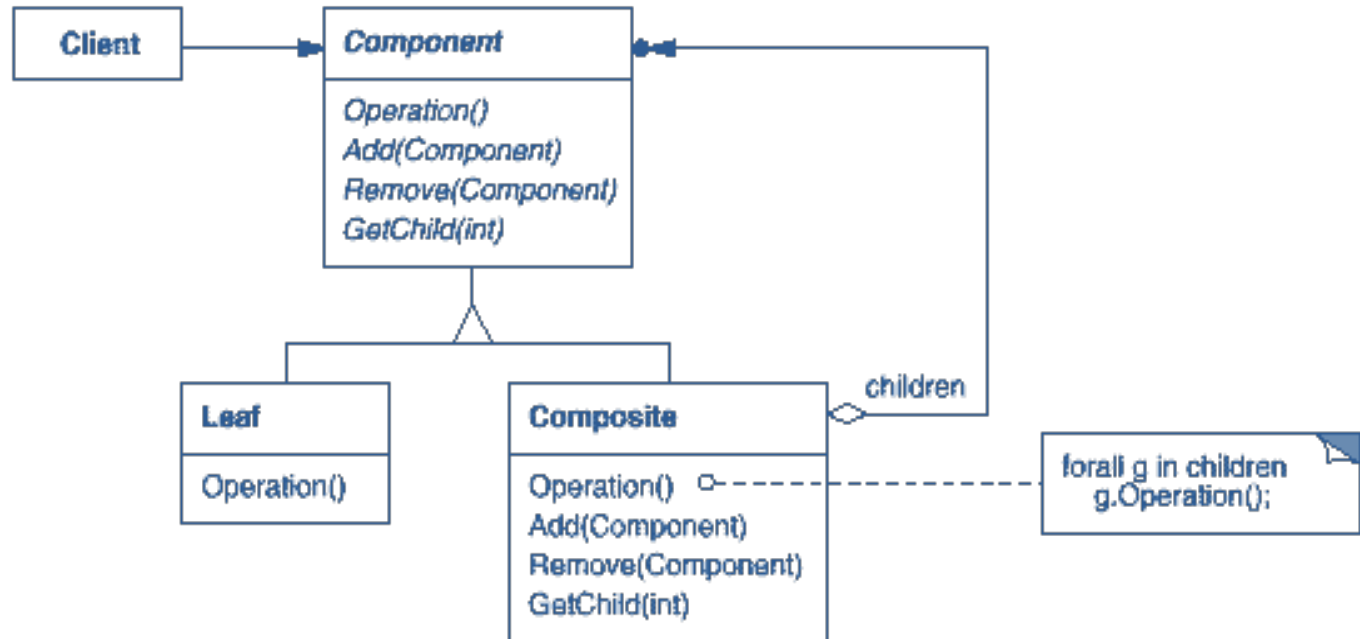 Client
Component
Operation()
Add(Component)
Remove(Component)
GetChild(int)
Leaf
Operation()
Composite
Operation()
Add(Component)
Remove(Component)
GetChild(int)
children
forall g in children
g.Operation();